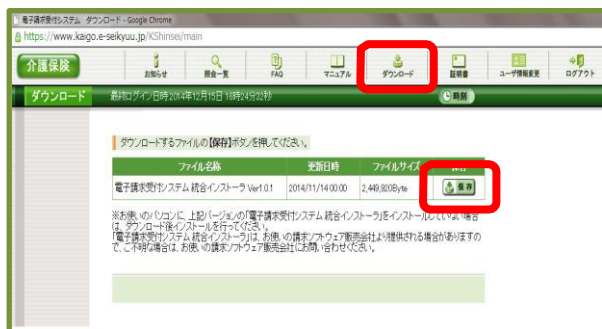 電子請求受付システム ダウンロード - Google Chrome
https://www.kaigo.e-seikyuu.jp/KShinsei/main
介護保険
お知らせ
照会一覧
FAQ
マニュアル
ダウンロード
証明書
ユーザ情報変更
ログアウト
ダウンロード
最終ログイン日時 2014年12月15日 16時24分32秒
時刻
ダウンロードするファイルの【保存】ボタンを押してください。
ファイル名称 更新日時 ファイルサイズ
電子請求受付システム 統合インストーラ Ver1.0.1 2014/11/14 00:00 2,449,920Byte 保存
※お使いのパソコンに、上記バージョンの「電子請求受付システム 統合インストーラ」をインストールしていない場合
は、ダウンロード後インストールを行ってください。
「電子請求受付システム 統合インストーラ」は、お使いの請求ソフトウェア販売会社より提供される場合がありますの
で、ご不明な場合は、お使いの請求ソフトウェア販売会社にお問い合わせください。